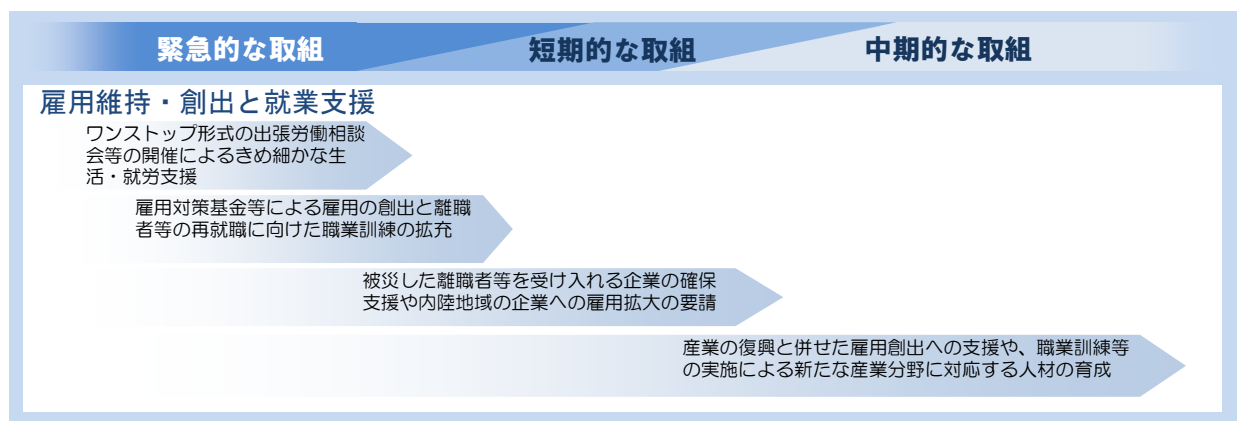 緊急的な取組 短期的な取組 中期的な取組
雇用維持・創出と就業支援
ワンストップ形式の出張労働相談
会等の開催によるきめ細かな生
活・就労支援
雇用対策基金等による雇用の創出と離職
者等の再就職に向けた職業訓練の拡充
被災した離職者等を受け入れる企業の確保
支援や内陸地域の企業への雇用拡大の要請
産業の復興と併せた雇用創出への支援や、職業訓練等
の実施による新たな産業分野に対応する人材の育成